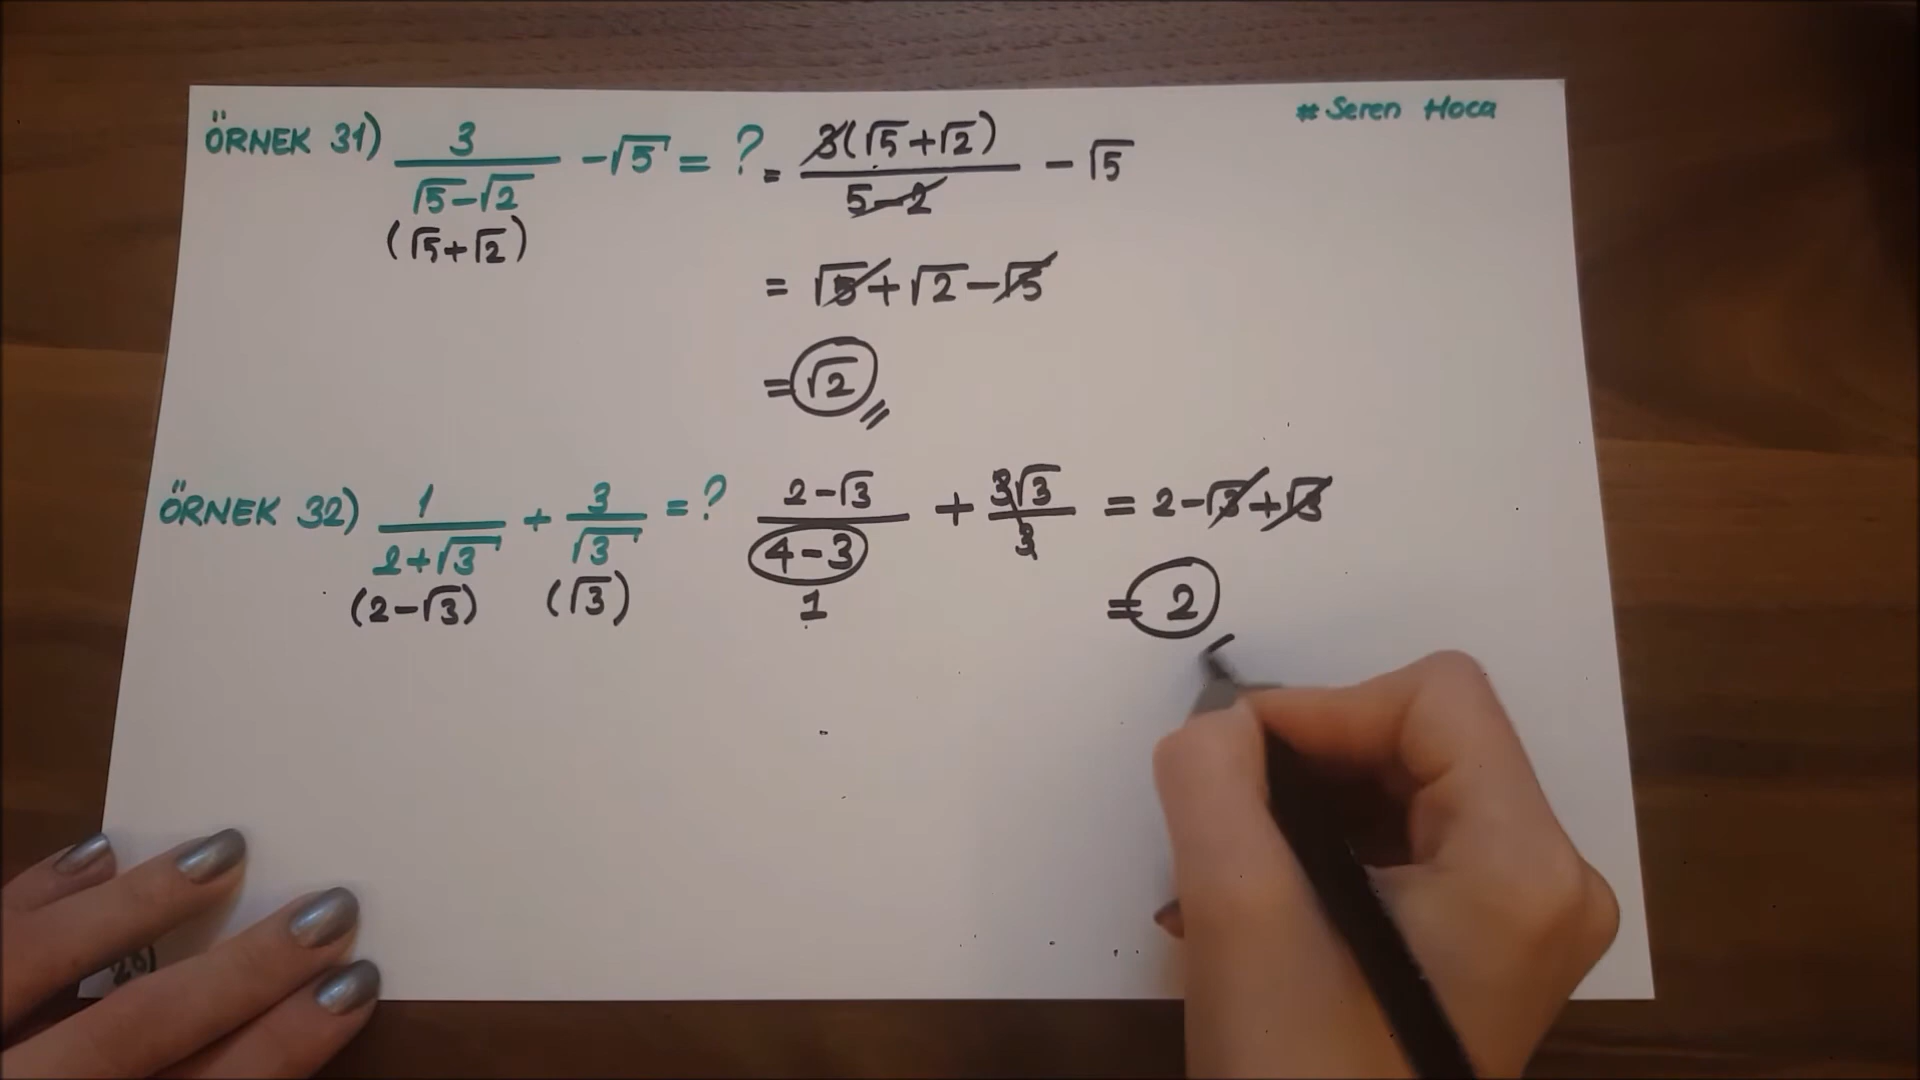 # Seren Hoca
ÖRNEK 31) 3/(√5-√2) -√5 = ? = 3(√5+√2)/(5-2) - √5
(√5+√2)
= √5+√2-√5
= √2
ÖRNEK 32) 1/(2+√3) + 3/√3 = ? (2-√3)/(4-3) + 3√3/3 = 2-√3+√3
(2-√3) (√3) 1 = 2
20)